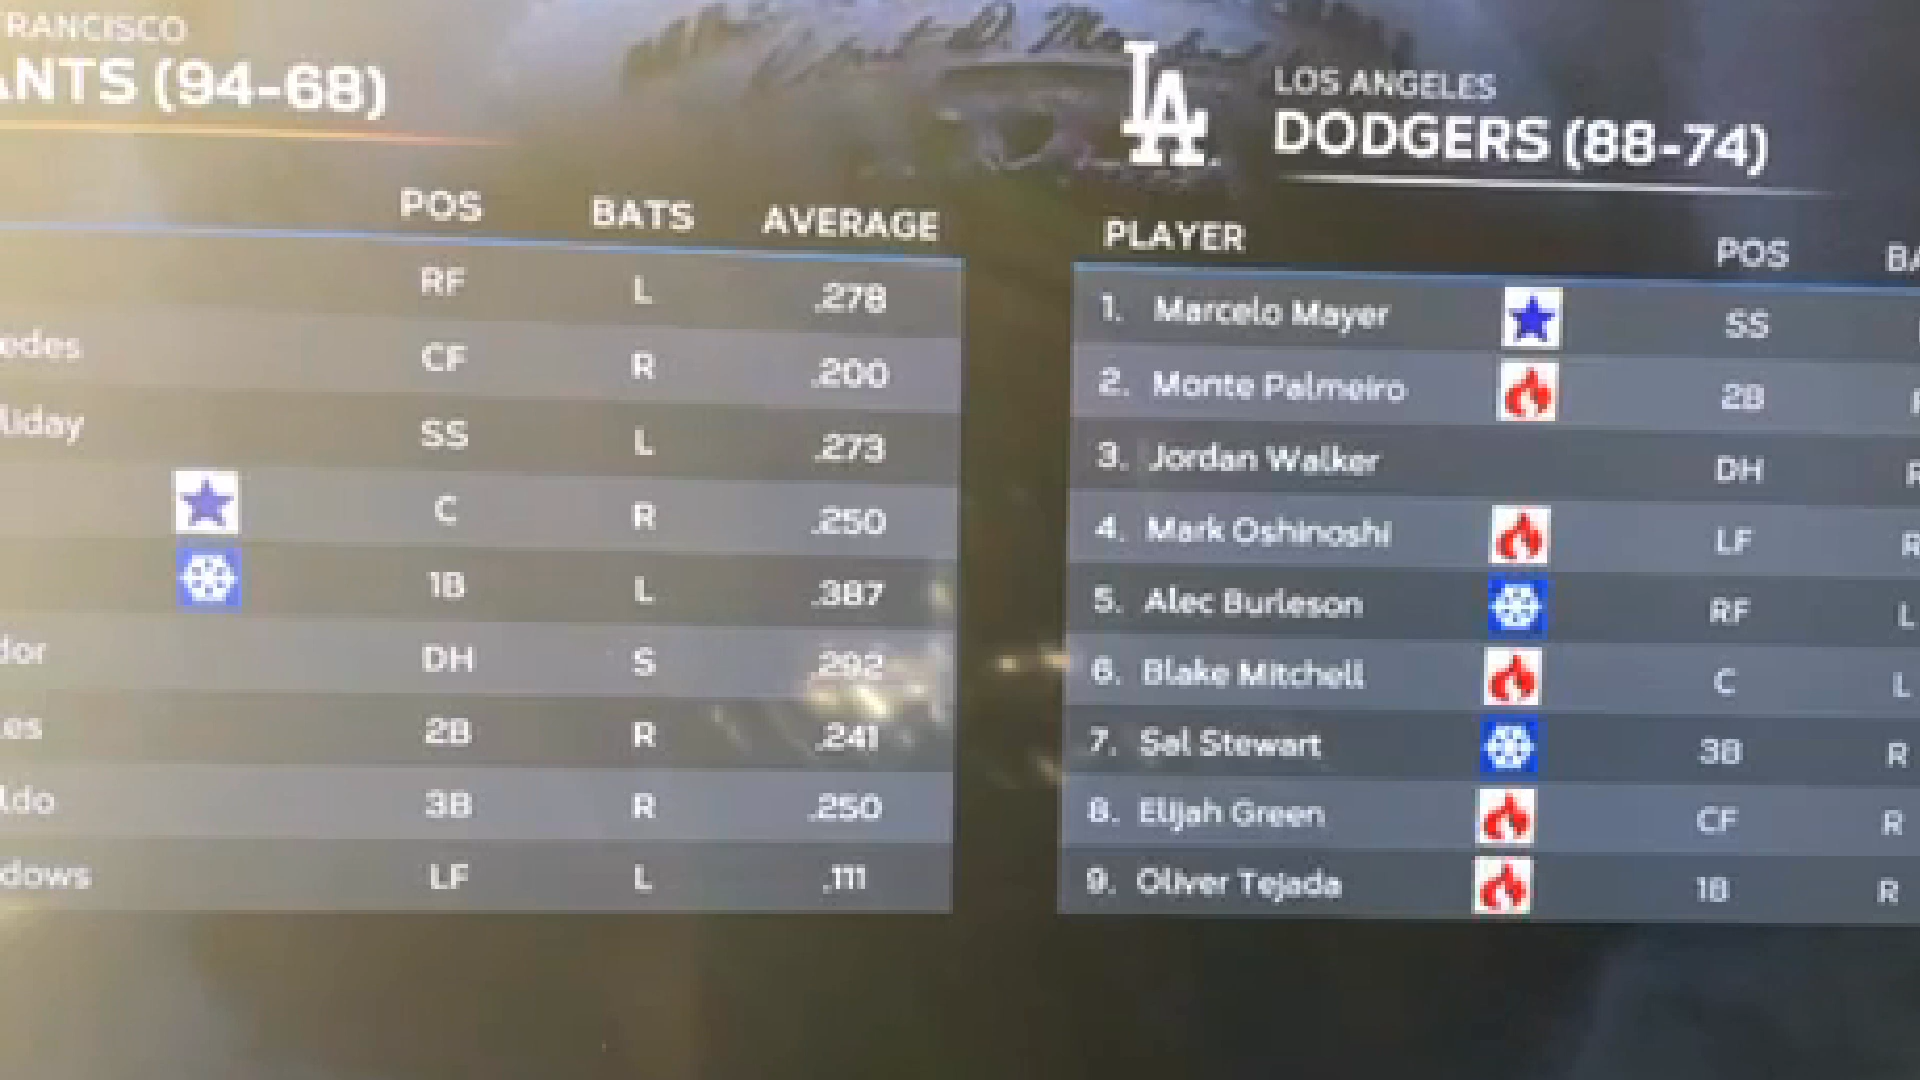 FRANCISCO
ANTS (94-68)
POS BATS AVERAGE
RF L .278
edes CF R .200
liday SS L .273
C R .250
1B L .387
dor DH S .292
es 2B R .241
ldo 3B R .250
dows LF L .111
LA
LOS ANGELES
DODGERS (88-74)
PLAYER POS BA
1. Marcelo Mayer SS
2. Monte Palmeiro 2B R
3. Jordan Walker DH R
4. Mark Oshinoshi LF R
5. Alec Burleson RF L
6. Blake Mitchell C L
7. Sal Stewart 3B R
8. Elijah Green CF R
9. Oliver Tejada 1B R